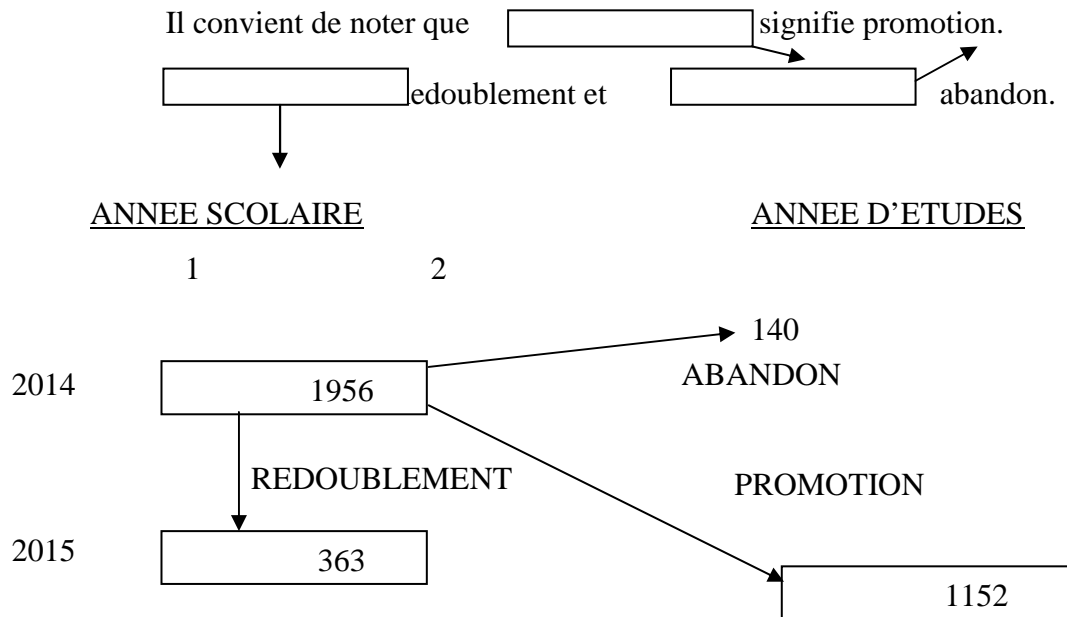 Il convient de noter que signifie promotion.
edoublement et abandon.
ANNEE SCOLAIRE ANNEE D'ETUDES
1 2
140
ABANDON
2014 1956
REDOUBLEMENT PROMOTION
2015 363
1152